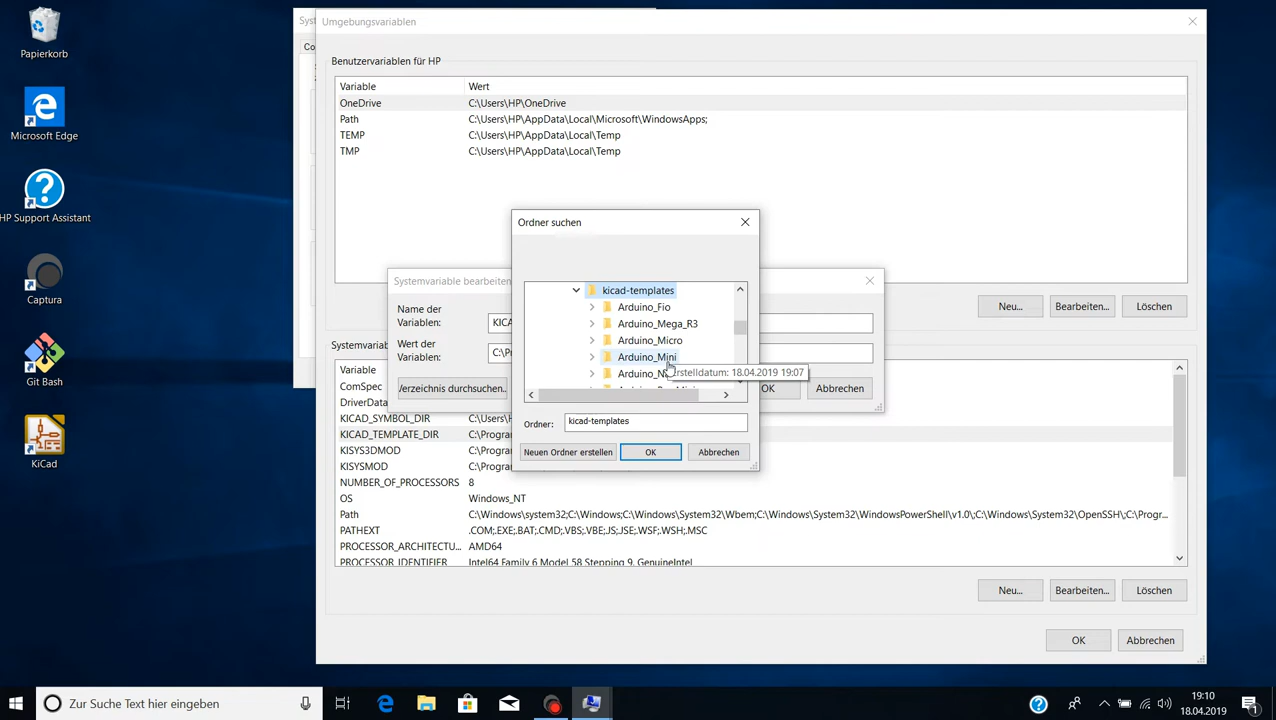 Papierkorb
Microsoft Edge
HP Support Assistant
Captura
Git Bash
KiCad
Umgebungsvariablen
Benutzervariablen für HP
Variable Wert
OneDrive C:\Users\HP\OneDrive
Path C:\Users\HP\AppData\Local\Microsoft\WindowsApps;
TEMP C:\Users\HP\AppData\Local\Temp
TMP C:\Users\HP\AppData\Local\Temp
Neu... Bearbeiten... Löschen
Systemvariable bearbeiten
Name der
Variablen:
Wert der
Variablen:
OK Abbrechen
Ordner suchen
kicad-templates
Arduino_Fio
Arduino_Mega_R3
Arduino_Micro
Arduino_Mini
18.04.2019 19:07
Ordner: kicad-templates
Neuen Ordner erstellen OK Abbrechen
Variable
ComSpec
KICAD_SYMBOL_DIR
KICAD_TEMPLATE_DIR
KISYS3DMOD
KISYSMOD
NUMBER_OF_PROCESSORS 8
OS Windows_NT
Path C:\Windows\system32;C:\Windows;C:\Windows\System32\Wbem;C:\Windows\System32\WindowsPowerShell\v1.0\;C:\Windows\System32\OpenSSH\;C:\Progr...
PATHEXT .COM;.EXE;.BAT;.CMD;.VBS;.VBE;.JS;.JSE;.WSF;.WSH;.MSC
PROCESSOR_ARCHITECTU... AMD64
PROCESSOR_IDENTIFIER Intel64 Family 6 Model 58 Stepping 9, GenuineIntel
Neu... Bearbeiten... Löschen
OK Abbrechen
Zur Suche Text hier eingeben
19:10
18.04.2019